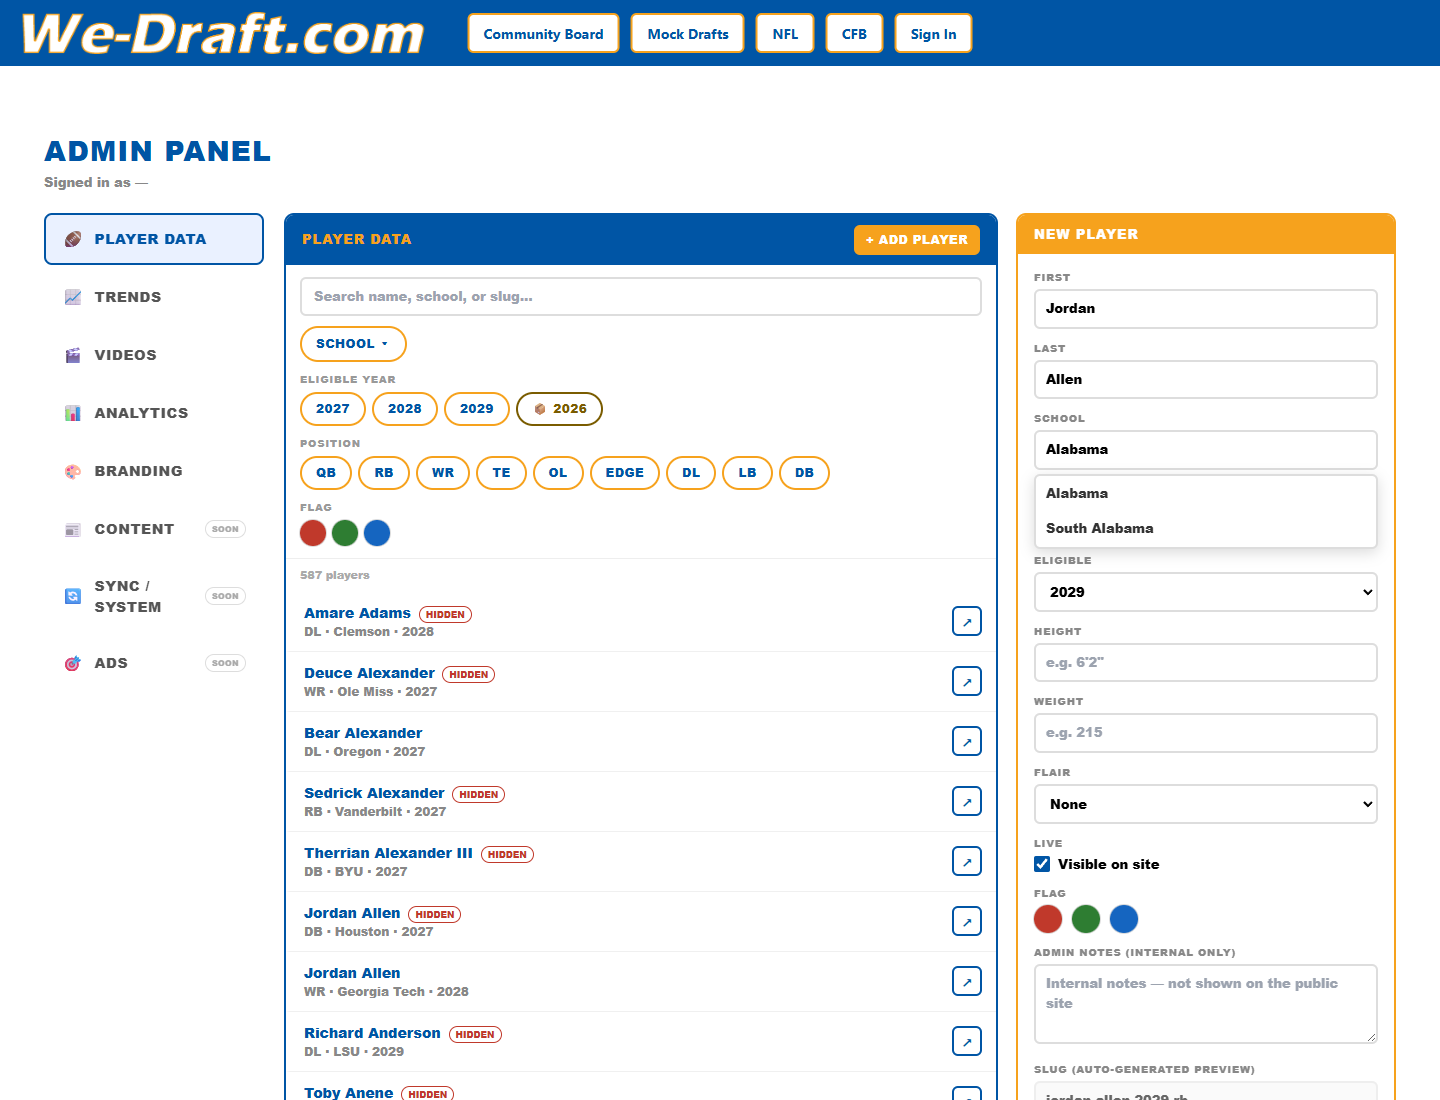 We-Draft.com
Community Board
Mock Drafts
NFL
CFB
Sign In
ADMIN PANEL
Signed in as —
PLAYER DATA
TRENDS
VIDEOS
ANALYTICS
BRANDING
CONTENT SOON
SYNC /
SYSTEM
SOON
ADS SOON
PLAYER DATA
+ ADD PLAYER
Search name, school, or slug...
SCHOOL
ELIGIBLE YEAR
2027
2028
2029
2026
POSITION
QB
RB
WR
TE
OL
EDGE
DL
LB
DB
FLAG
587 players
Amare Adams HIDDEN
DL • Clemson • 2028
Deuce Alexander HIDDEN
WR • Ole Miss • 2027
Bear Alexander
DL • Oregon • 2027
Sedrick Alexander HIDDEN
RB • Vanderbilt • 2027
Therrian Alexander III HIDDEN
DB • BYU • 2027
Jordan Allen HIDDEN
DB • Houston • 2027
Jordan Allen
WR • Georgia Tech • 2028
Richard Anderson HIDDEN
DL • LSU • 2029
Toby Anene HIDDEN
NEW PLAYER
FIRST
Jordan
LAST
Allen
SCHOOL
Alabama
Alabama
South Alabama
ELIGIBLE
2029
HEIGHT
e.g. 6'2"
WEIGHT
e.g. 215
FLAIR
None
LIVE
Visible on site
FLAG
ADMIN NOTES (INTERNAL ONLY)
Internal notes — not shown on the public
site
SLUG (AUTO-GENERATED PREVIEW)